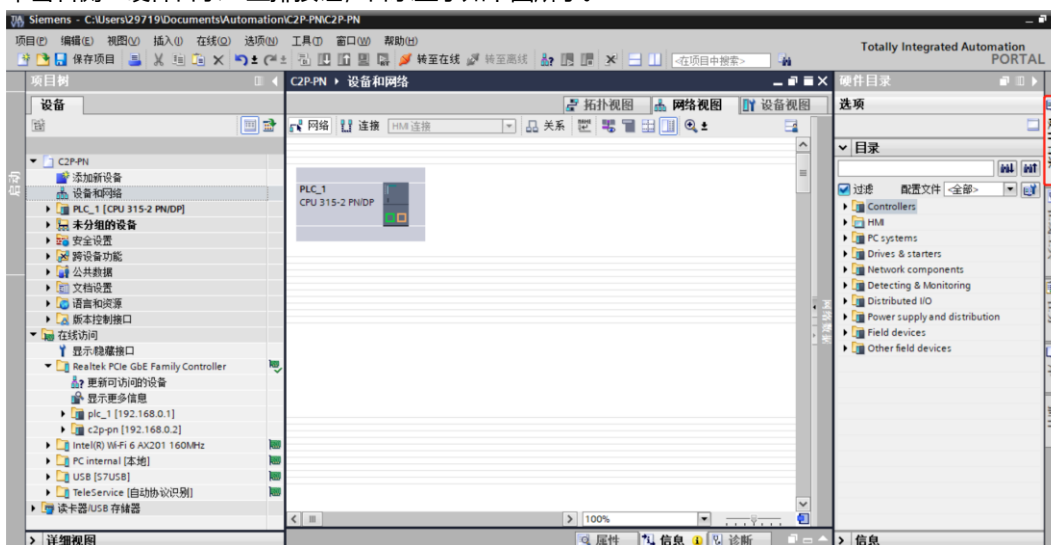 Siemens - C:\Users\29719\Documents\Automation\C2P-PN\C2P-PN
项目(P) 编辑(E) 视图(V) 插入(I) 在线(O) 选项(N) 工具(T) 窗口(W) 帮助(H)
Totally Integrated Automation
PORTAL
保存项目 转至在线 转至离线 <在项目中搜索>
项目树
设备
C2P-PN
添加新设备
设备和网络
PLC_1 [CPU 315-2 PN/DP]
未分组的设备
安全设置
跨设备功能
公共数据
文档设置
语言和资源
版本控制接口
在线访问
显示/隐藏接口
Realtek PCIe GbE Family Controller
更新可访问的设备
显示更多信息
plc_1 [192.168.0.1]
c2p-pn [192.168.0.2]
Intel(R) Wi-Fi 6 AX201 160MHz
PC internal [本地]
USB [S7USB]
TeleService [自动协议识别]
读卡器/USB 存储器
详细视图
启动
C2P-PN 设备和网络
拓扑视图 网络视图 设备视图
网络 连接 HMI 连接 关系
PLC_1
CPU 315-2 PN/DP
100%
属性 信息 诊断
硬件目录
选项
目录
过滤 配置文件 <全部>
Controllers
HMI
PC systems
Drives & starters
Network components
Detecting & Monitoring
Distributed I/O
Power supply and distribution
Field devices
Other field devices
信息